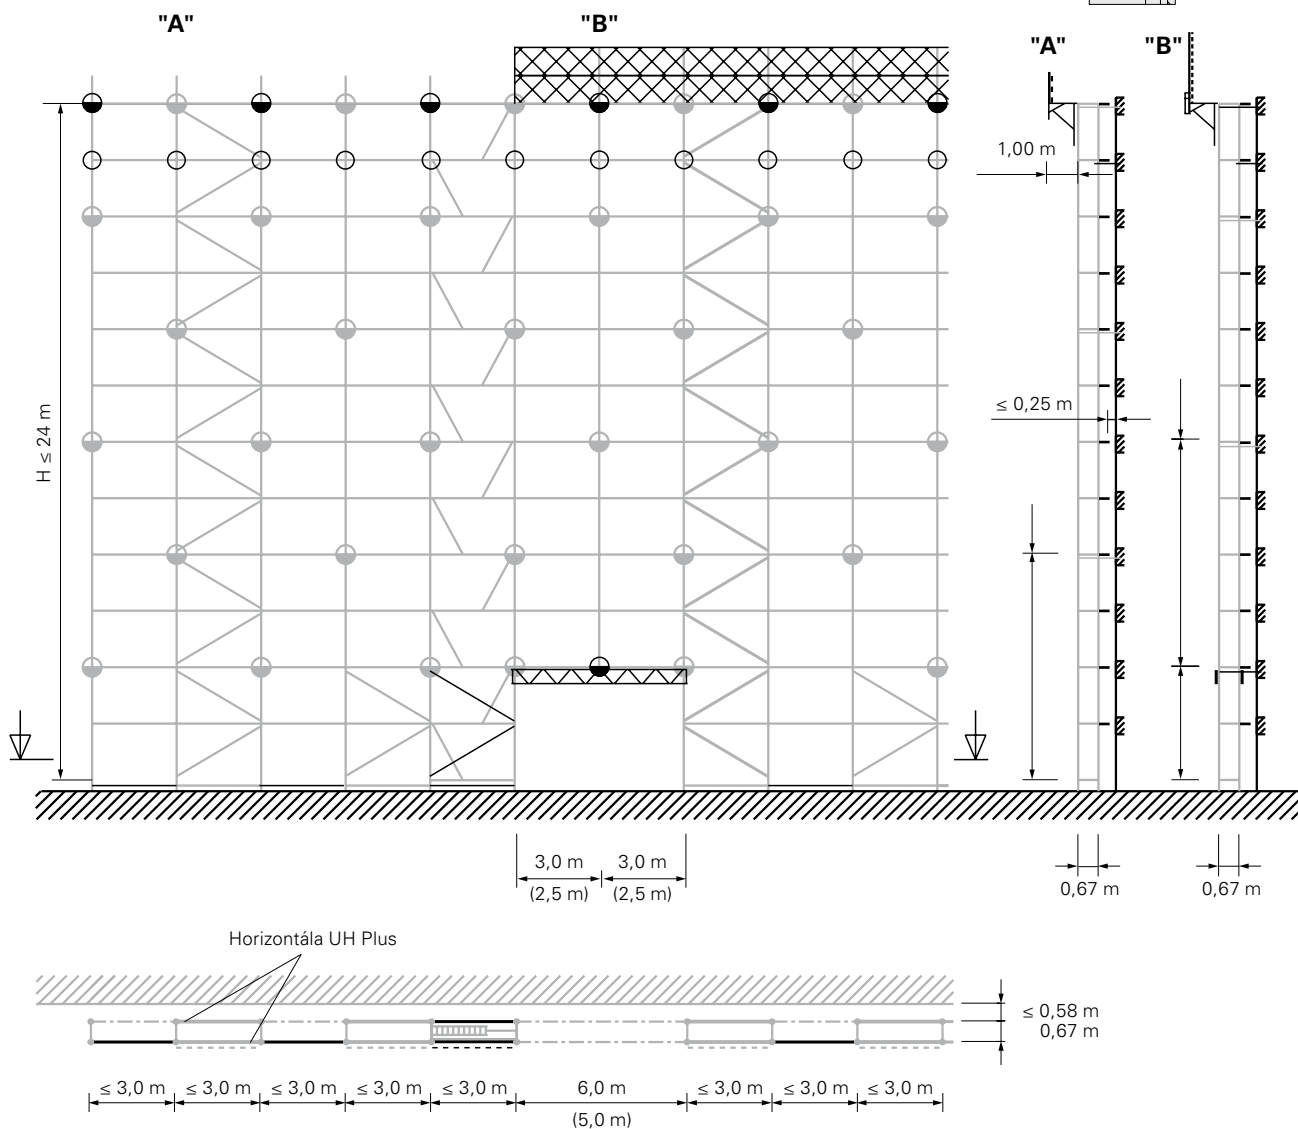 "A"
"B"
"A"
"B"
1,00 m
≤ 0,25 m
H ≤ 24 m
3,0 m
3,0 m
(2,5 m)
(2,5 m)
0,67 m
0,67 m
Horizontála UH Plus
≤ 0,58 m
0,67 m
≤ 3,0 m
≤ 3,0 m
≤ 3,0 m
≤ 3,0 m
≤ 3,0 m
6,0 m
≤ 3,0 m
≤ 3,0 m
≤ 3,0 m
(5,0 m)